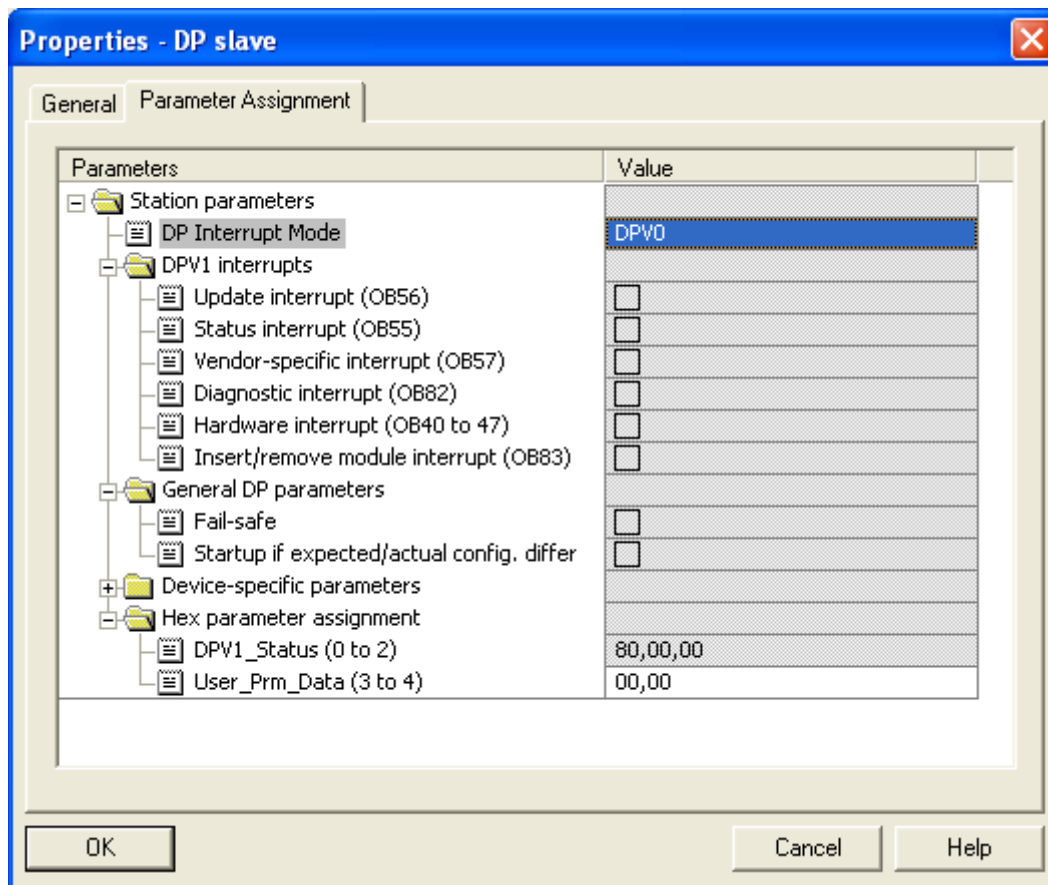 Properties - DP slave
General Parameter Assignment
Parameters Value
Station parameters
DP Interrupt Mode DPV0
DPV1 interrupts
Update interrupt (OB56)
Status interrupt (OB55)
Vendor-specific interrupt (OB57)
Diagnostic interrupt (OB82)
Hardware interrupt (OB40 to 47)
Insert/remove module interrupt (OB83)
General DP parameters
Fail-safe
Startup if expected/actual config. differ
Device-specific parameters
Hex parameter assignment
DPV1_Status (0 to 2) 80,00,00
User_Prm_Data (3 to 4) 00,00
OK Cancel Help